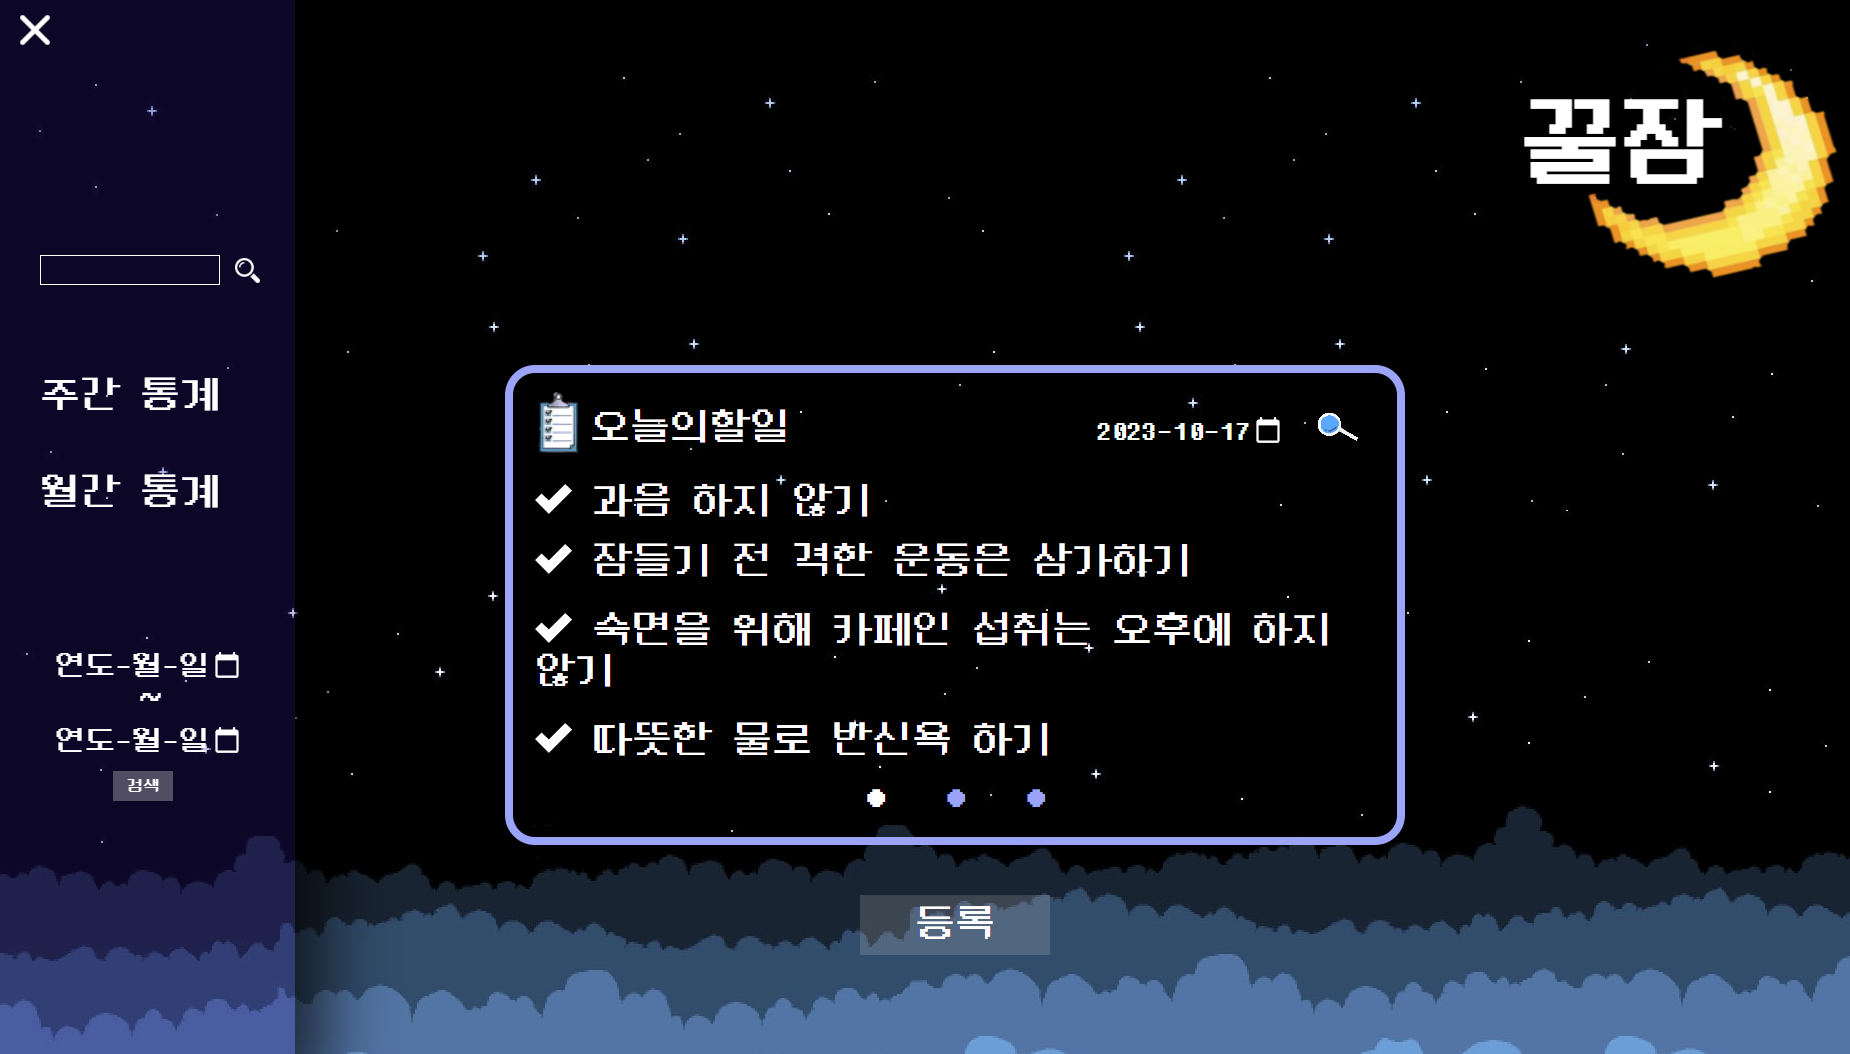 꿀잠
주간 통계
월간 통계
연도-월-일
~
연도-월-일
검색
오늘의할일
2023-10-17
과음 하지 않기
잠들기 전 격한 운동은 삼가하기
숙면을 위해 카페인 섭취는 오후에 하지
않기
따뜻한 물로 반신욕 하기
등록